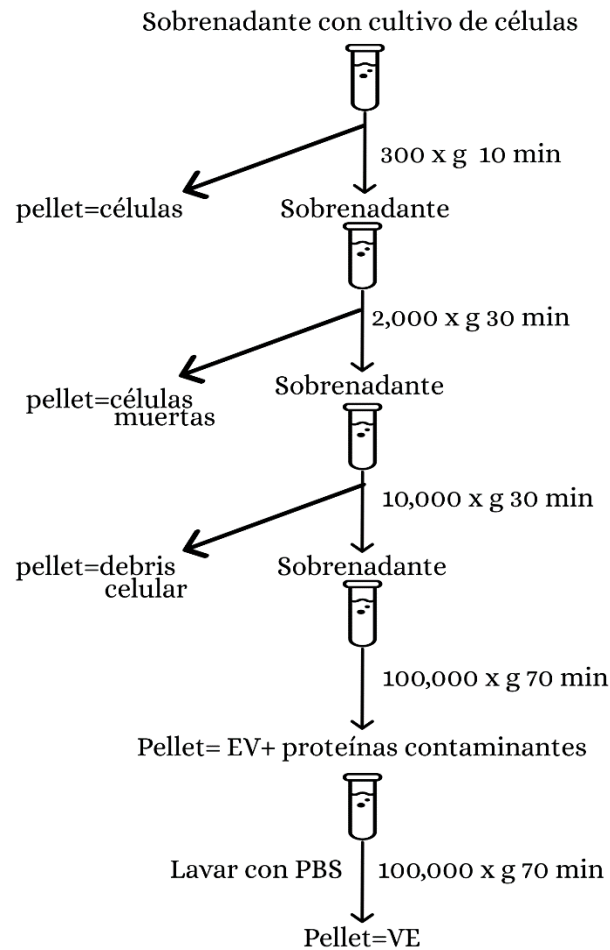 Sobrenadante con cultivo de células
300 x g 10 min
pellet=células
Sobrenadante
2,000 x g 30 min
pellet=células
muertas
Sobrenadante
10,000 x g 30 min
pellet=debris
celular
Sobrenadante
100,000 x g 70 min
Pellet= EV+ proteínas contaminantes
Lavar con PBS
100,000 x g 70 min
Pellet=VE